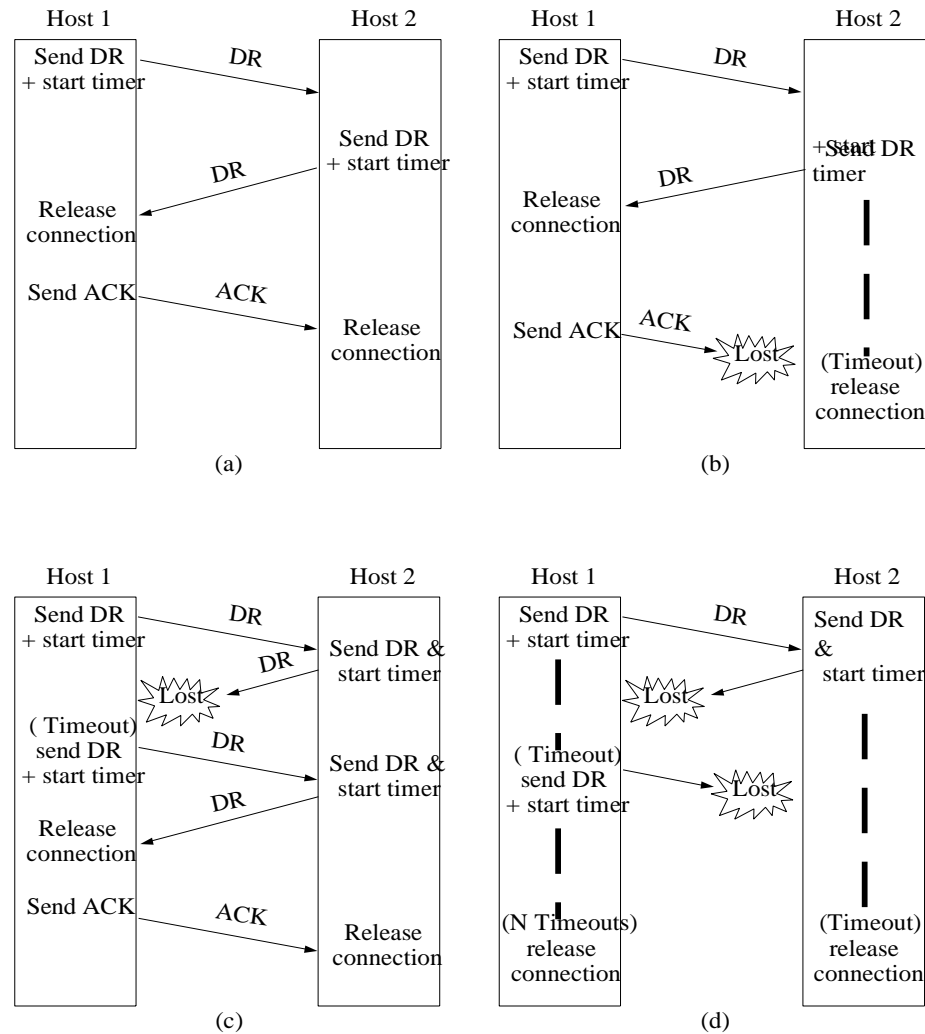 Host 1
Host 2
Send DR
+ start timer
DR
Send DR
+ start timer
DR
Release
connection
Send ACK
ACK
Release
connection
(a)
Host 1
Host 2
Send DR
+ start timer
DR
+ start
Send DR
timer
DR
Release
connection
Send ACK
ACK
Lost
(Timeout)
release
connection
(b)
Host 1
Host 2
Send DR
+ start timer
DR
Send DR &
start timer
DR
Lost
( Timeout)
send DR
+ start timer
DR
Send DR &
start timer
DR
Release
connection
Send ACK
ACK
Release
connection
(c)
Host 1
Host 2
Send DR
+ start timer
DR
Send DR
&
start timer
Lost
( Timeout)
send DR
+ start timer
Lost
(N Timeouts)
release
connection
(Timeout)
release
connection
(d)